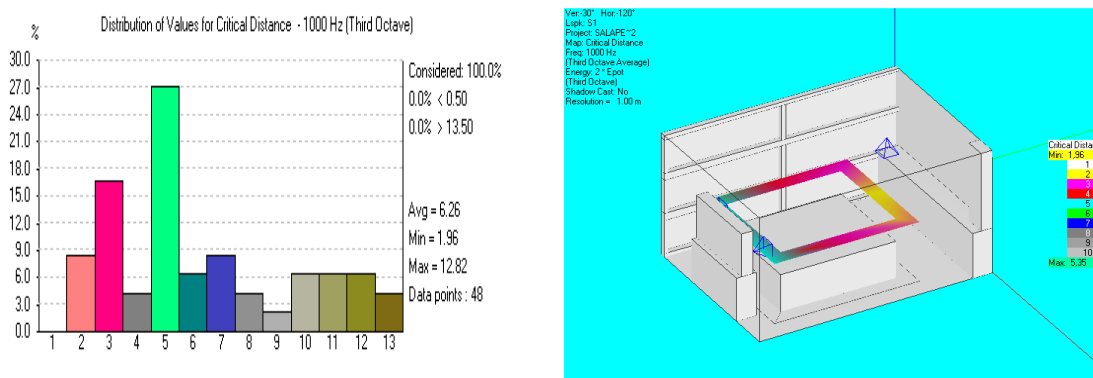 Distribution of Values for Critical Distance - 1000 Hz (Third Octave)
%
30.0
27.0
24.0
21.0
18.0
15.0
12.0
9.0
6.0
3.0
0.0
1 2 3 4 5 6 7 8 9 10 11 12 13
Considered: 100.0%
0.0% < 0.50
0.0% > 13.50
Avg = 6.26
Min = 1.96
Max = 12.82
Data points : 48
Ver:-30° Hor:-120°
Lspk: S1
Project: SALAPE~2
Map: Critical Distance
Freq: 1000 Hz
(Third Octave Average)
Energy: 2 * Epot
(Third Octave)
Shadow Cast: No
Resolution = 1.00 m
Critical Dista
Min: 1,96
1
2
3
4
5
6
7
8
9
10
Max: 5,35